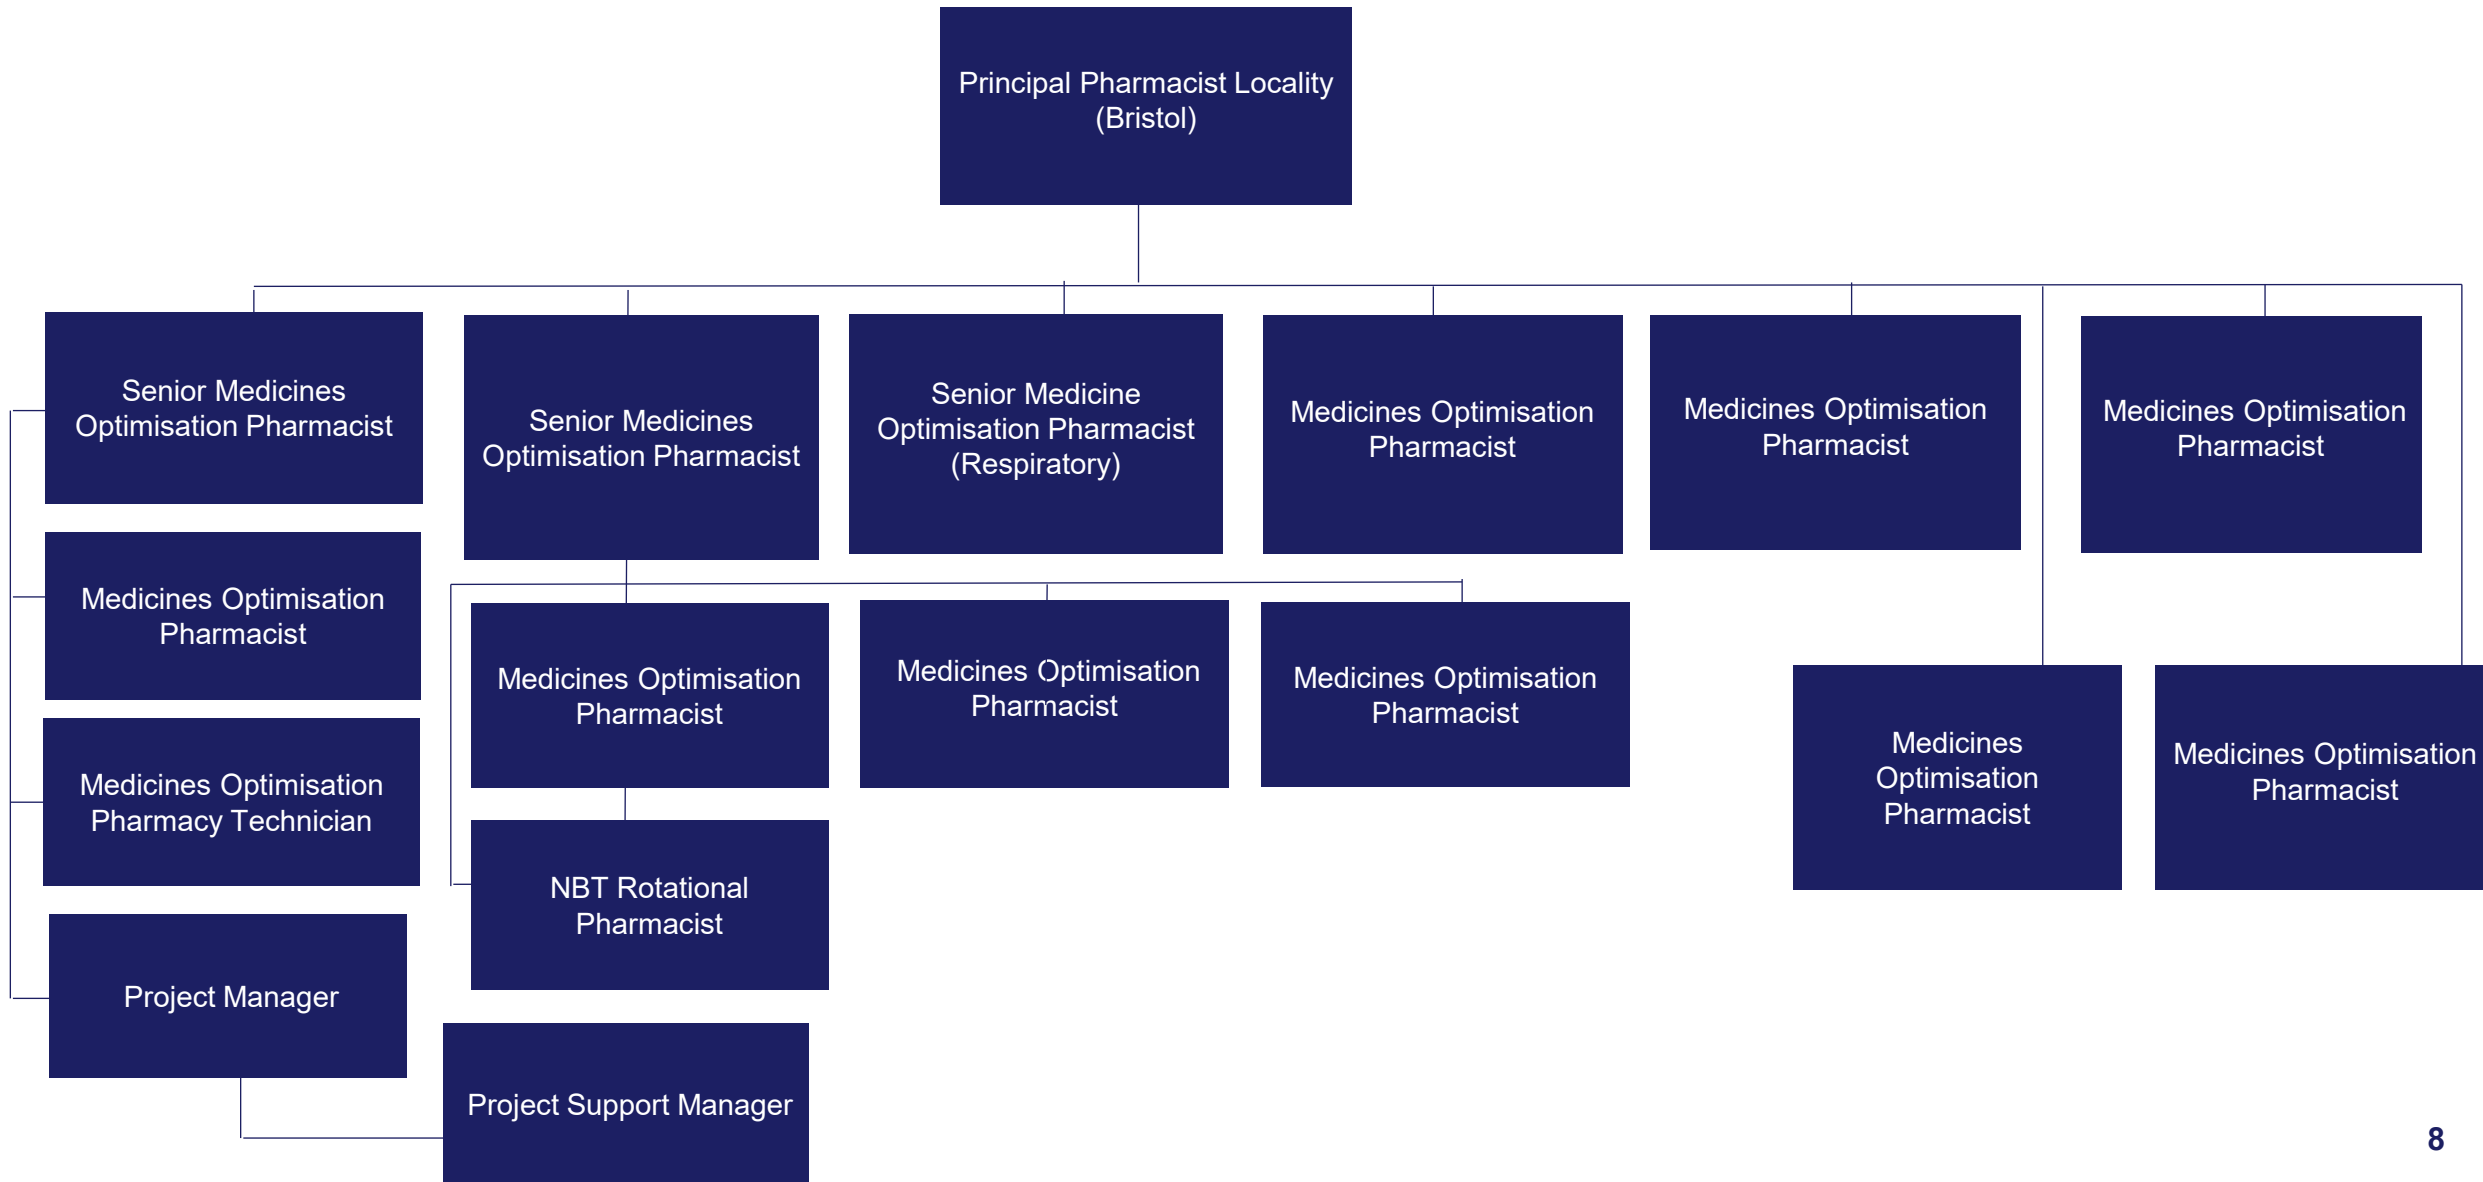 Principal Pharmacist Locality
(Bristol)
Senior Medicines
Optimisation Pharmacist
Senior Medicines
Optimisation Pharmacist
Senior Medicine
Optimisation Pharmacist
(Respiratory)
Medicines Optimisation
Pharmacist
Medicines Optimisation
Pharmacist
Medicines Optimisation
Pharmacist
Medicines Optimisation
Pharmacist
Medicines Optimisation
Pharmacist
Medicines Optimisation
Pharmacist
Medicines Optimisation
Pharmacist
Medicines
Optimisation
Pharmacist
Medicines Optimisation
Pharmacist
Medicines Optimisation
Pharmacy Technician
NBT Rotational
Pharmacist
Project Manager
Project Support Manager
8